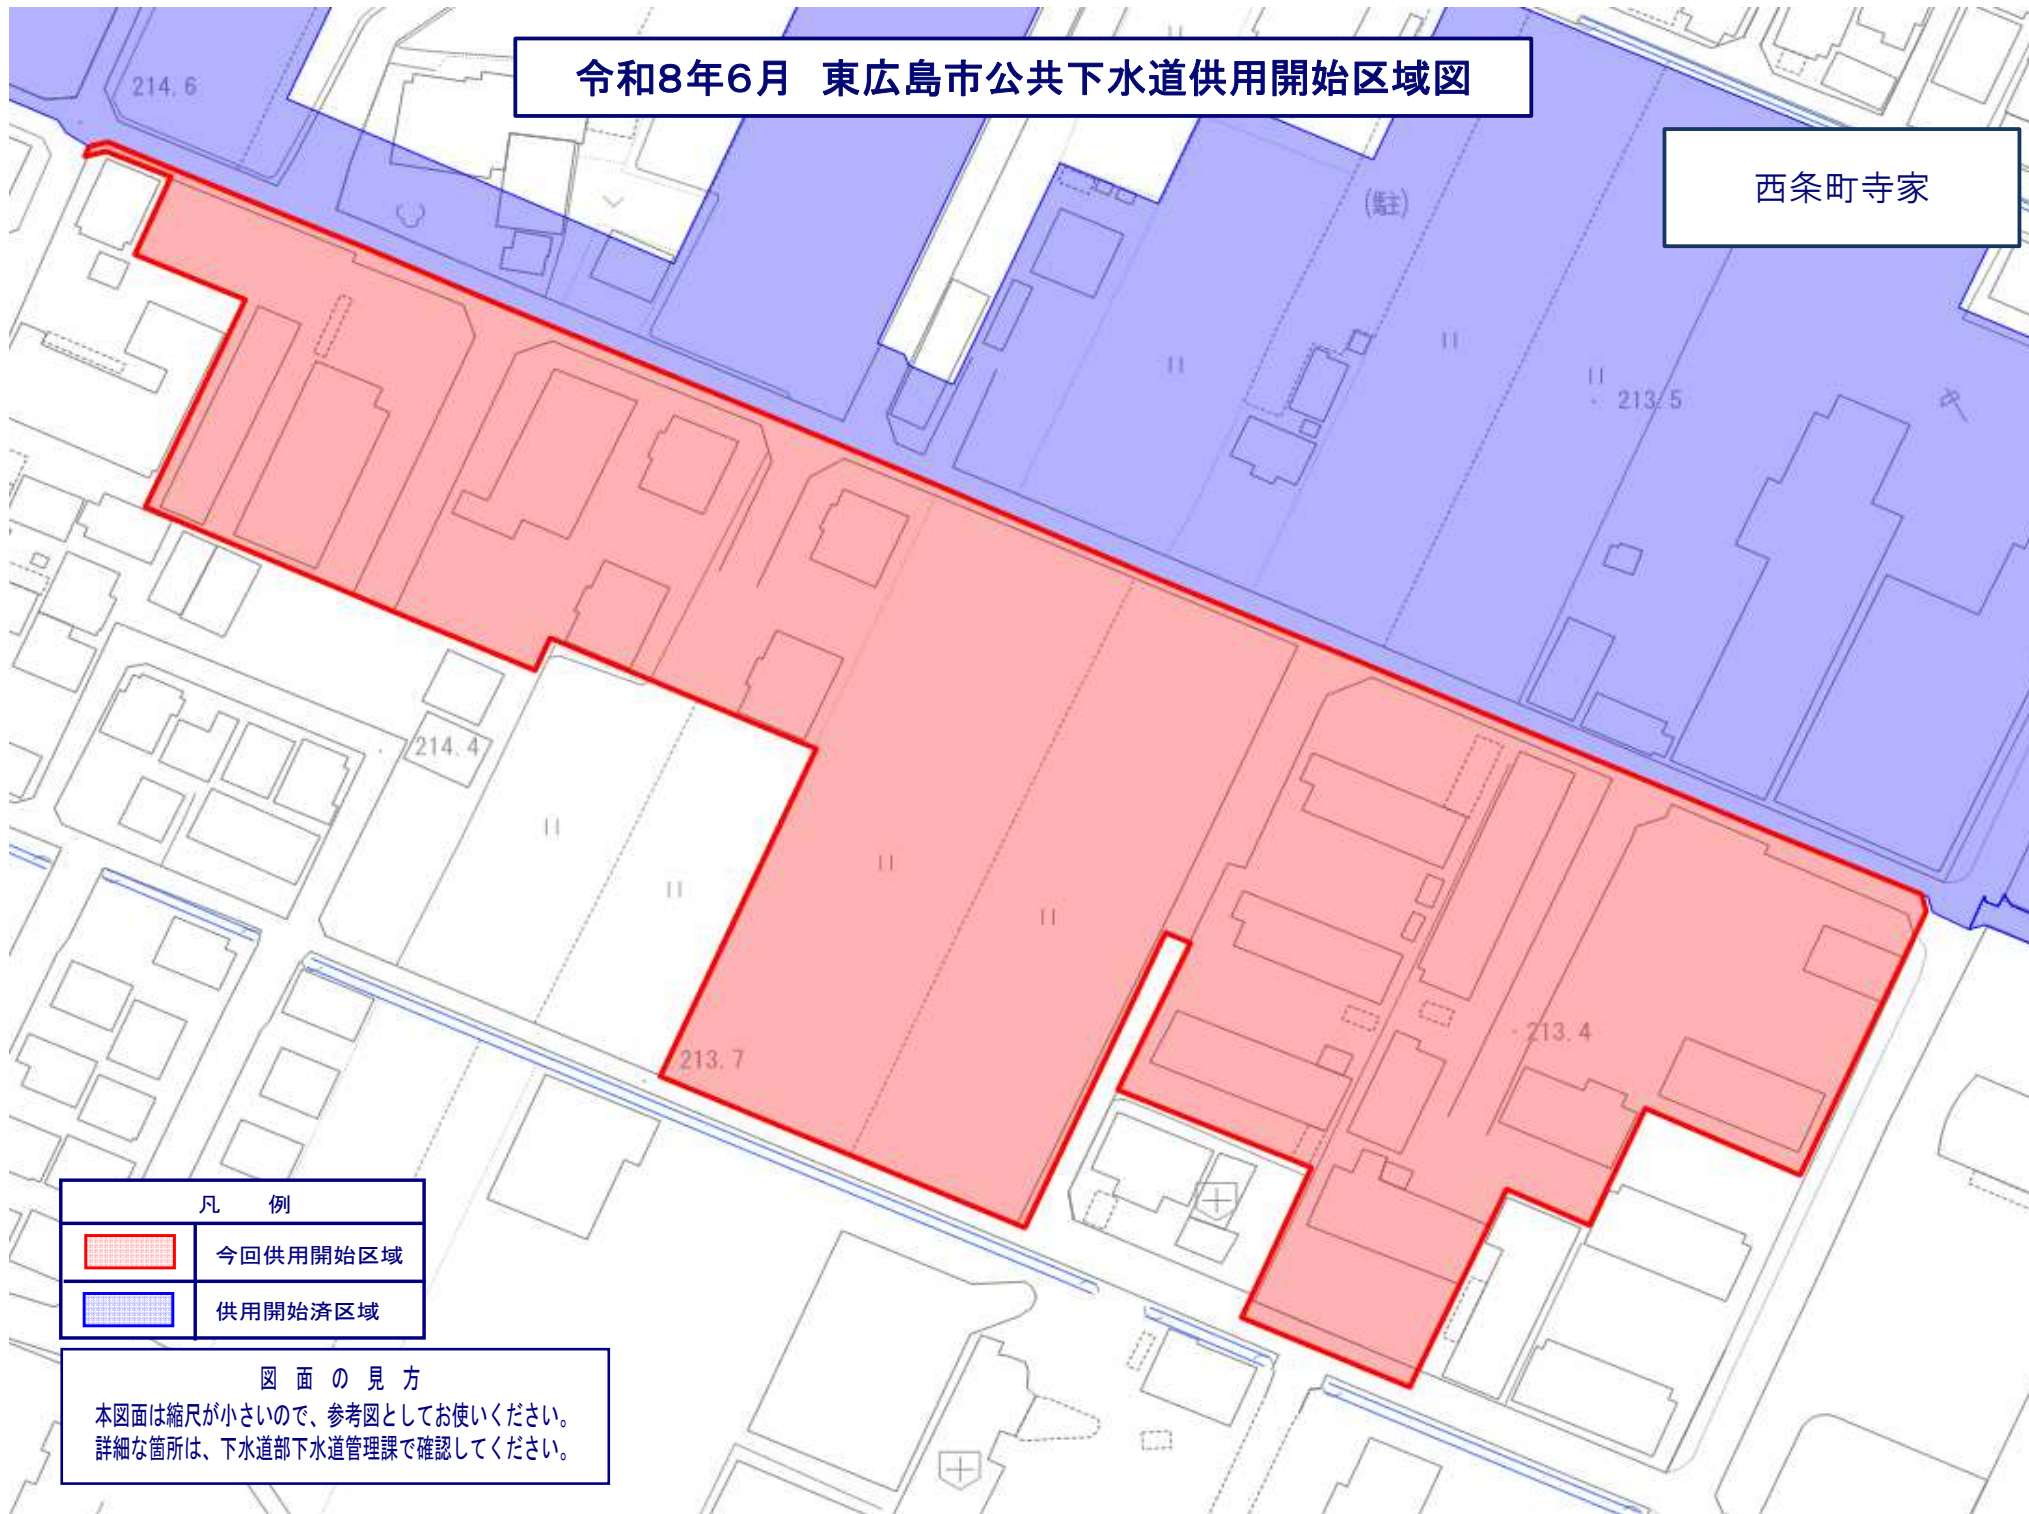 令和8年6月 東広島市公共下水道供用開始区域図
西条町寺家
214.6
(駐)
213.5
214.4
213.7
213.4
凡 例
今回供用開始区域
供用開始済区域
図面の見方
本図面は縮尺が小さいので、参考図としてお使いください。
詳細な箇所は、下水道部下水道管理課で確認してください。